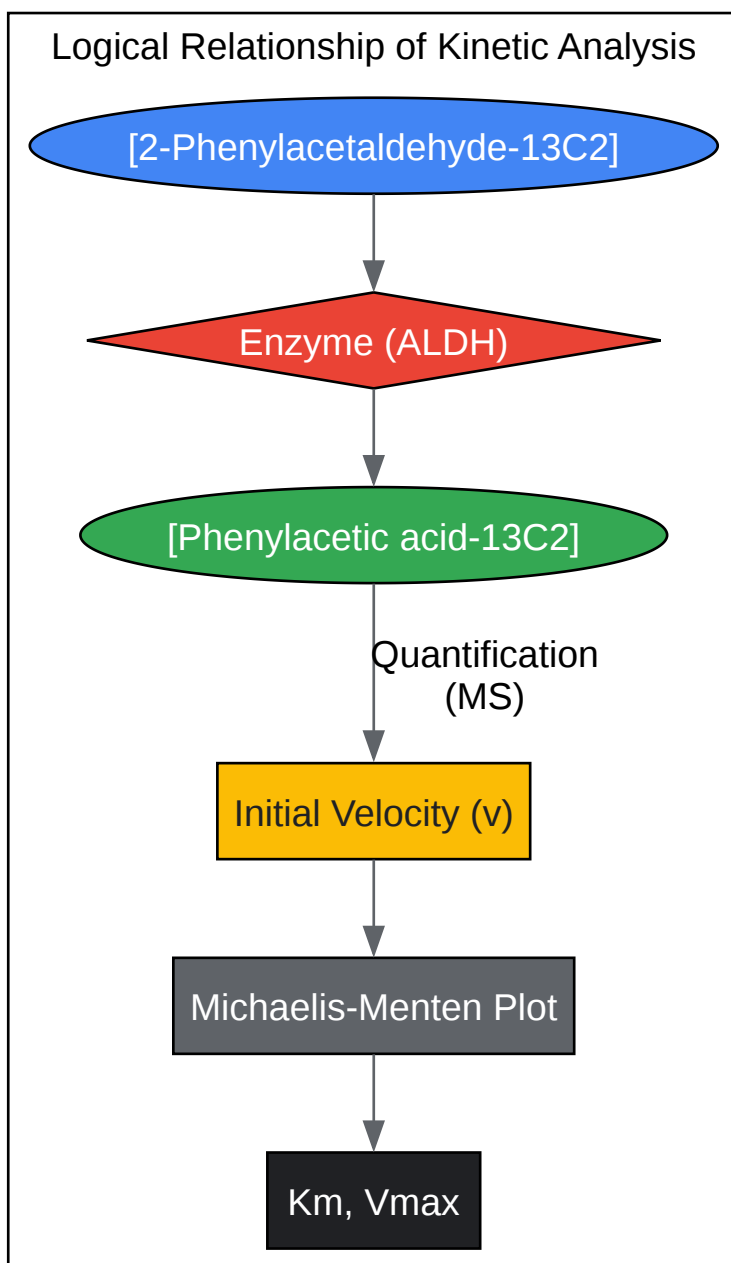 Logical Relationship of Kinetic Analysis
[2-Phenylacetaldehyde-13C2]
Enzyme (ALDH)
[Phenylacetic acid-13C2]
Quantification
(MS)
Initial Velocity (v)
Michaelis-Menten Plot
Km, Vmax